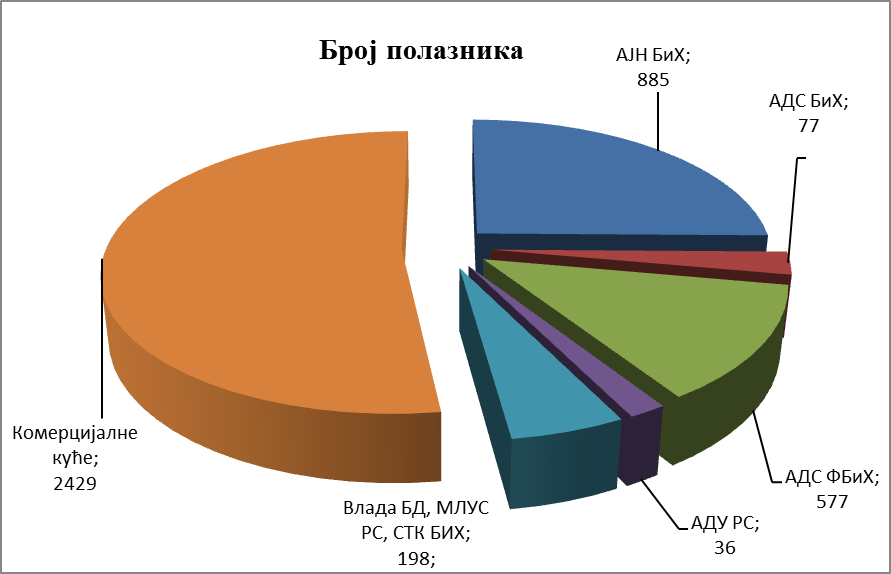 Број полазника
АЈН БиХ;
885
АДС БиХ;
77
АДС ФБиХ;
577
АДУ РС;
36
Влада БД, МЛУС
РС, СТК БИХ;
198;
Комерцијалне
куће;
2429